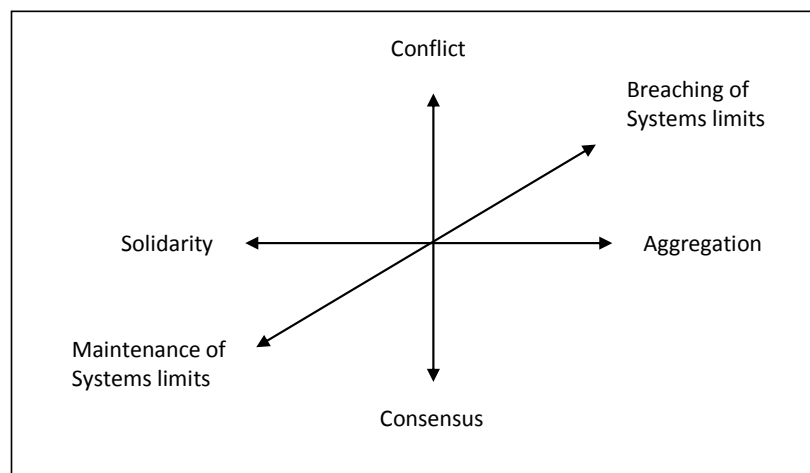 Conflict
Breaching of
Systems limits
Solidarity
Aggregation
Maintenance of
Systems limits
Consensus